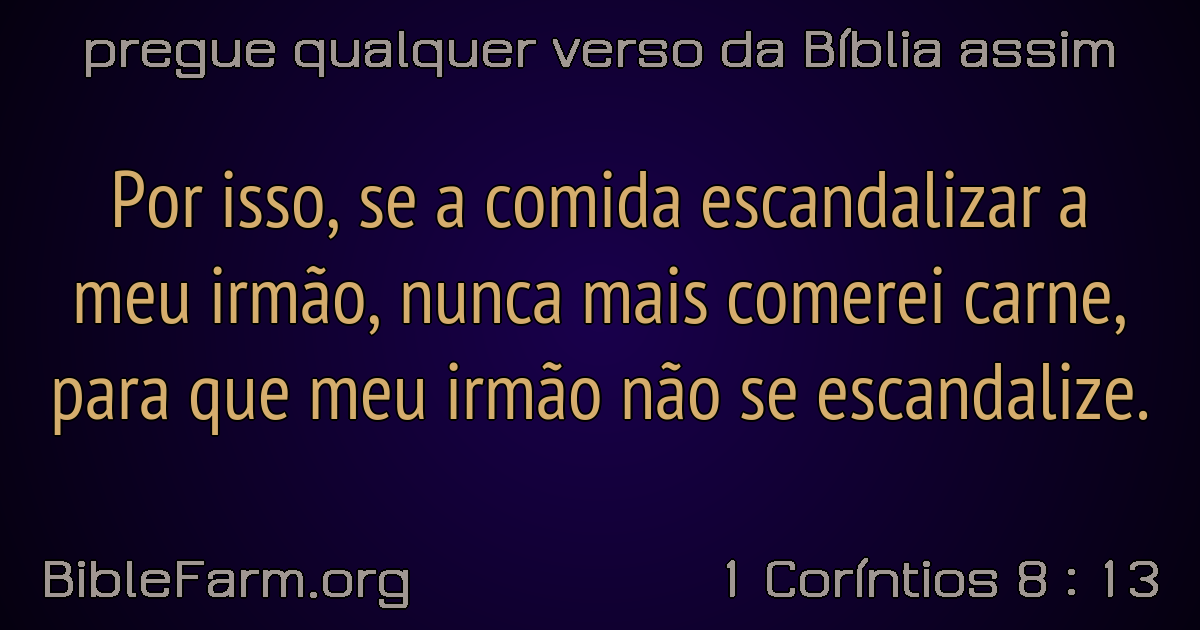 pregue qualquer verso da Bíblia assim
Por isso, se a comida escandalizar a
meu irmão, nunca mais comerei carne,
para que meu irmão não se escandalize.
BibleFarm.org
1 Coríntios 8 : 13